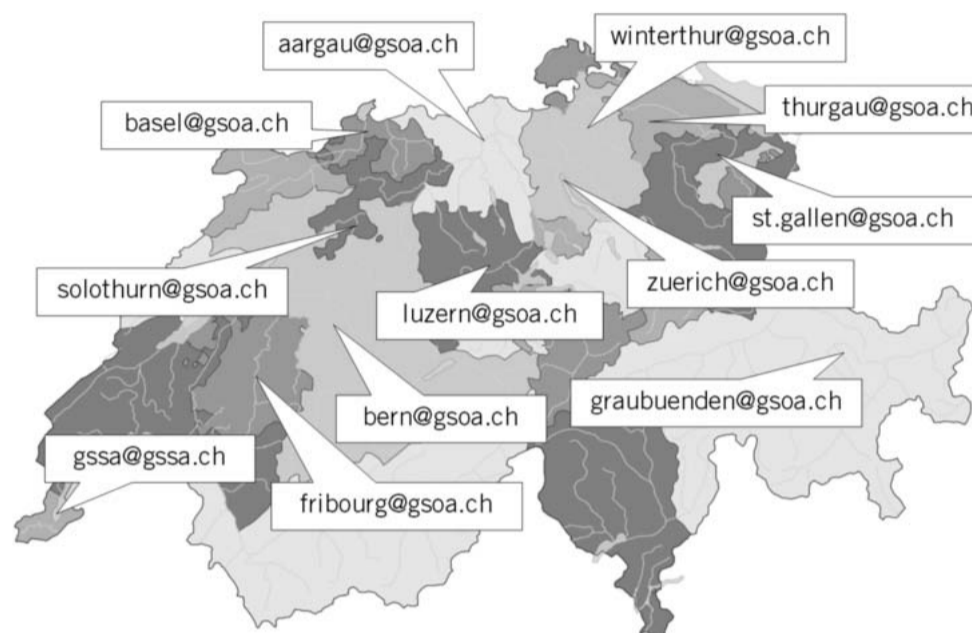 aargau@gsoa.ch
winterthur@gsoa.ch
basel@gsoa.ch
thurgau@gsoa.ch
st.gallen@gsoa.ch
solothurn@gsoa.ch
zuerich@gsoa.ch
luzern@gsoa.ch
graubuenden@gsoa.ch
bern@gsoa.ch
gssa@gssa.ch
fribourg@gsoa.ch